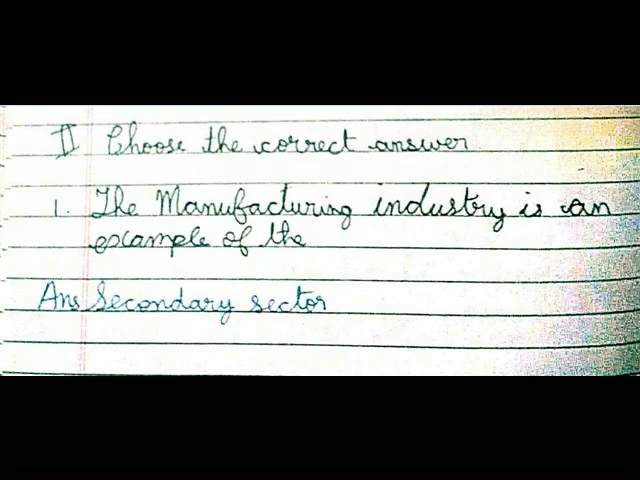 II Choose the correct answer
1. The Manufacturing industry is an
example of the
Ans Secondary sector